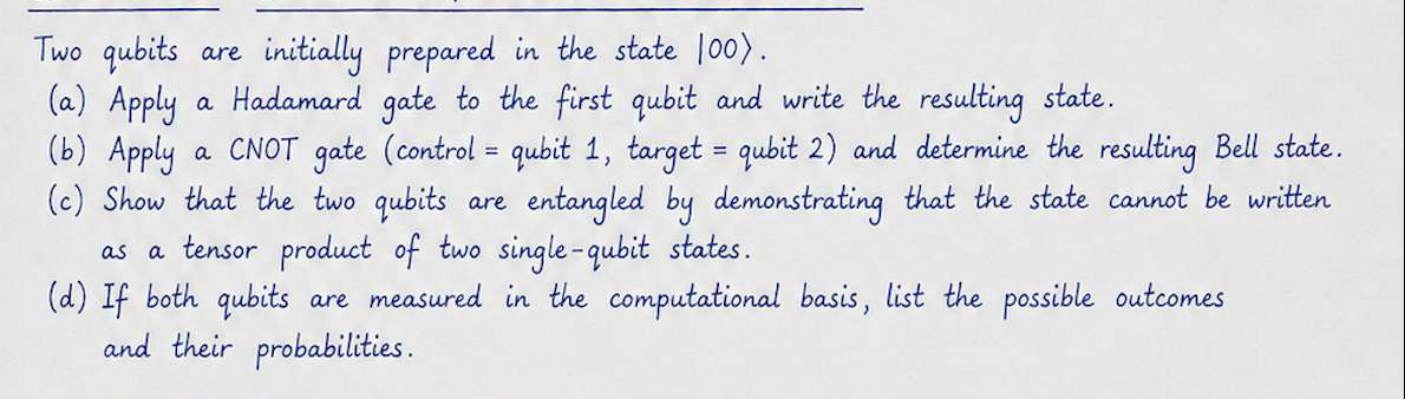 Two qubits are initially prepared in the state |00⟩.
(a) Apply a Hadamard gate to the first qubit and write the resulting state.
(b) Apply a CNOT gate (control = qubit 1, target = qubit 2) and determine the resulting Bell state.
(c) Show that the two qubits are entangled by demonstrating that the state cannot be written
as a tensor product of two single-qubit states.
(d) If both qubits are measured in the computational basis, list the possible outcomes
and their probabilities.